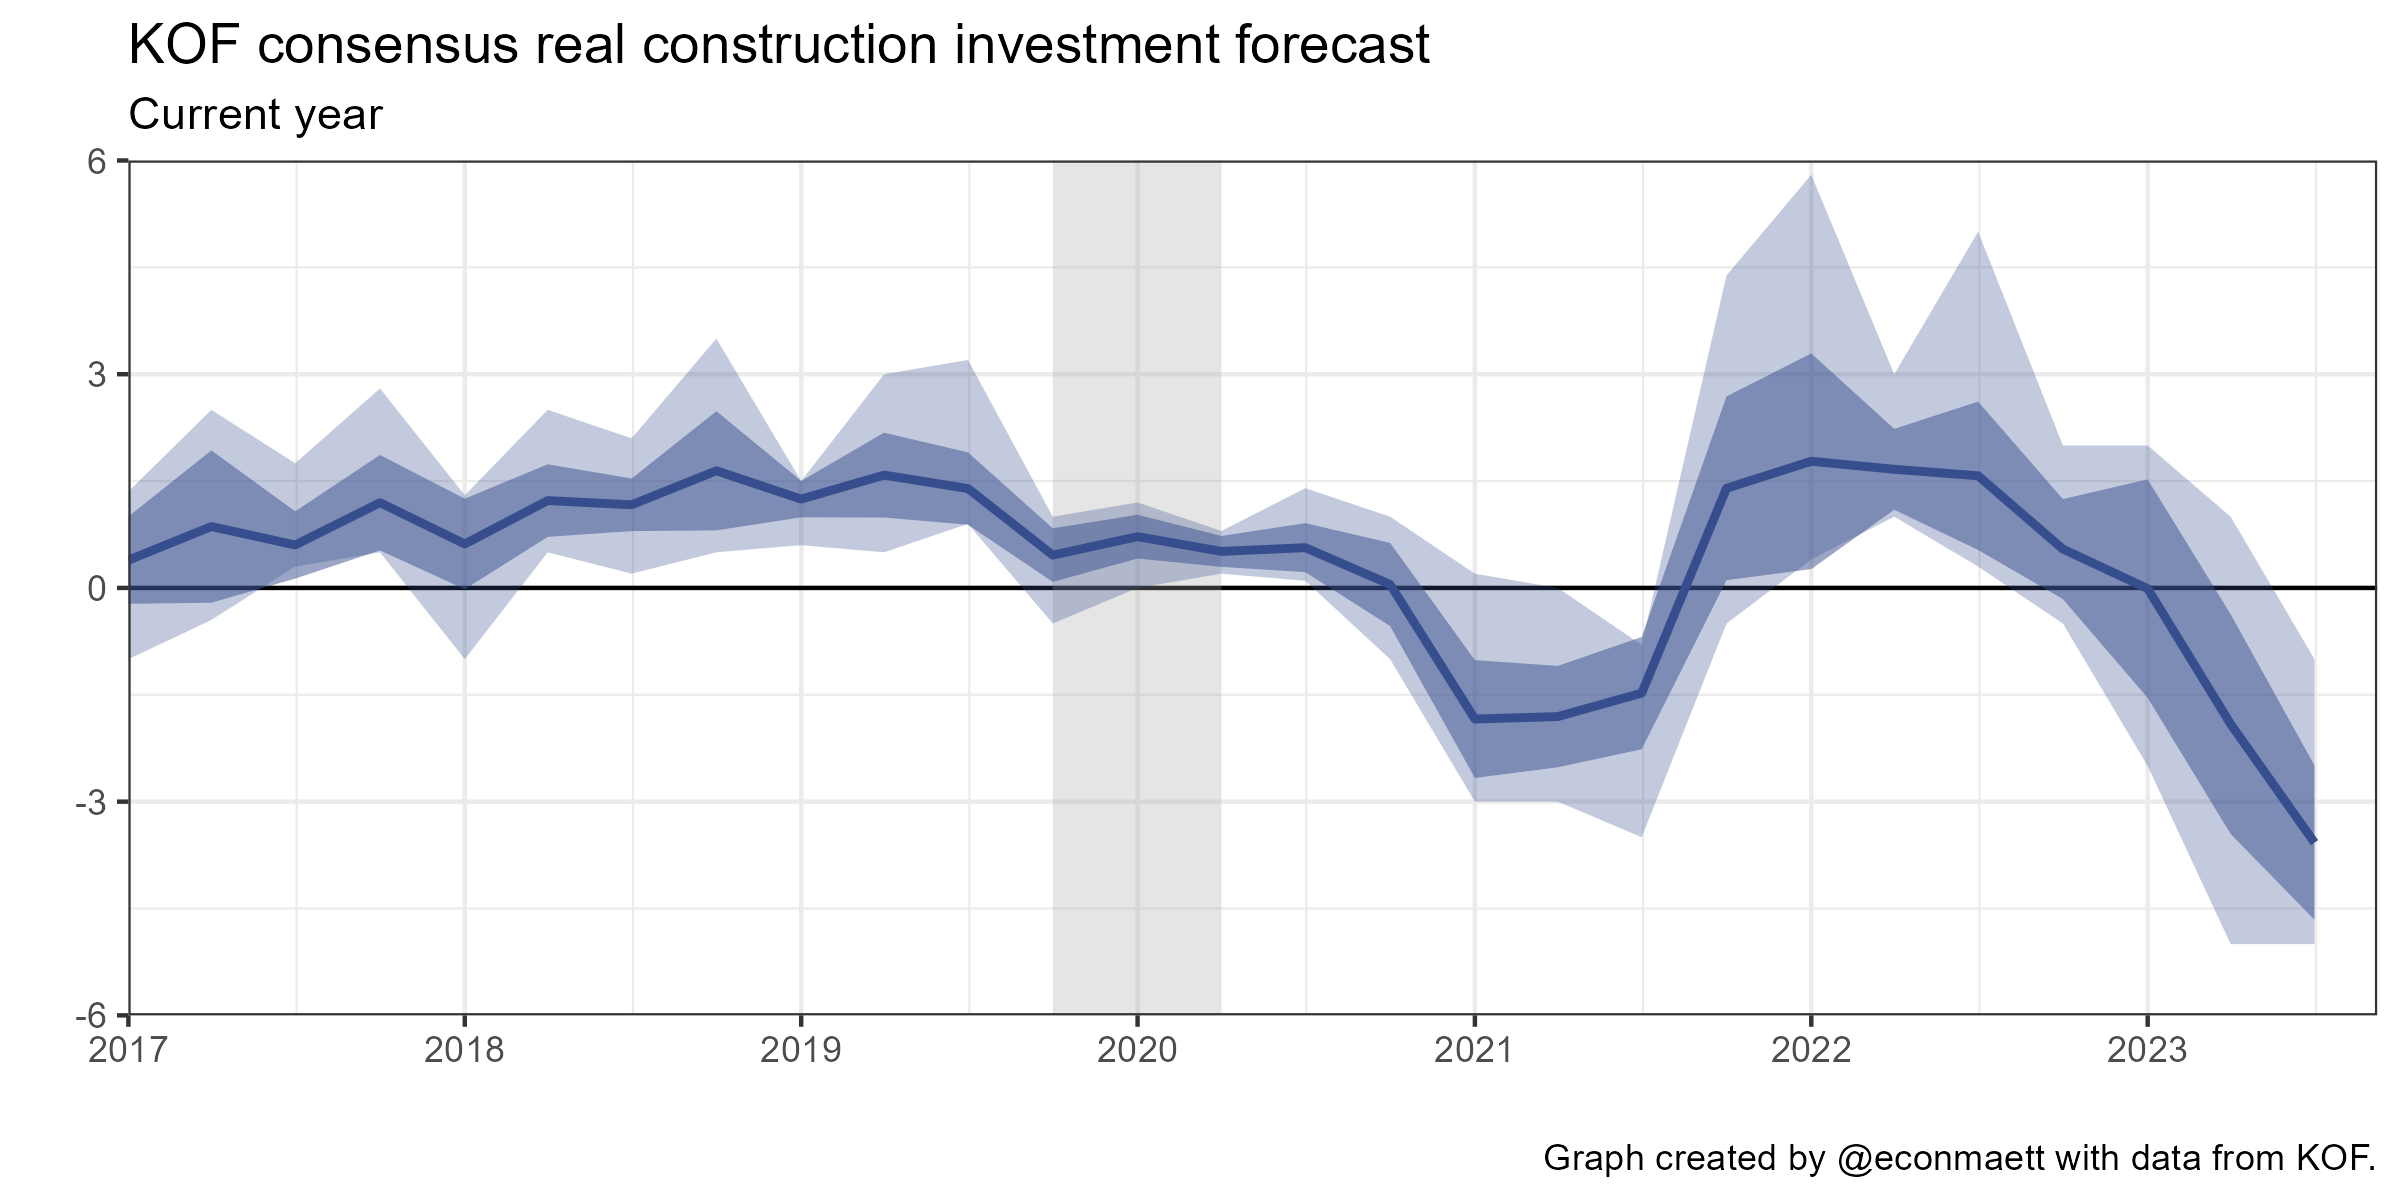 KOF consensus real construction investment forecast
Current year
6
3
0
-3
-6
2017 2018 2019 2020 2021 2022 2023
Graph created by @econmaett with data from KOF.